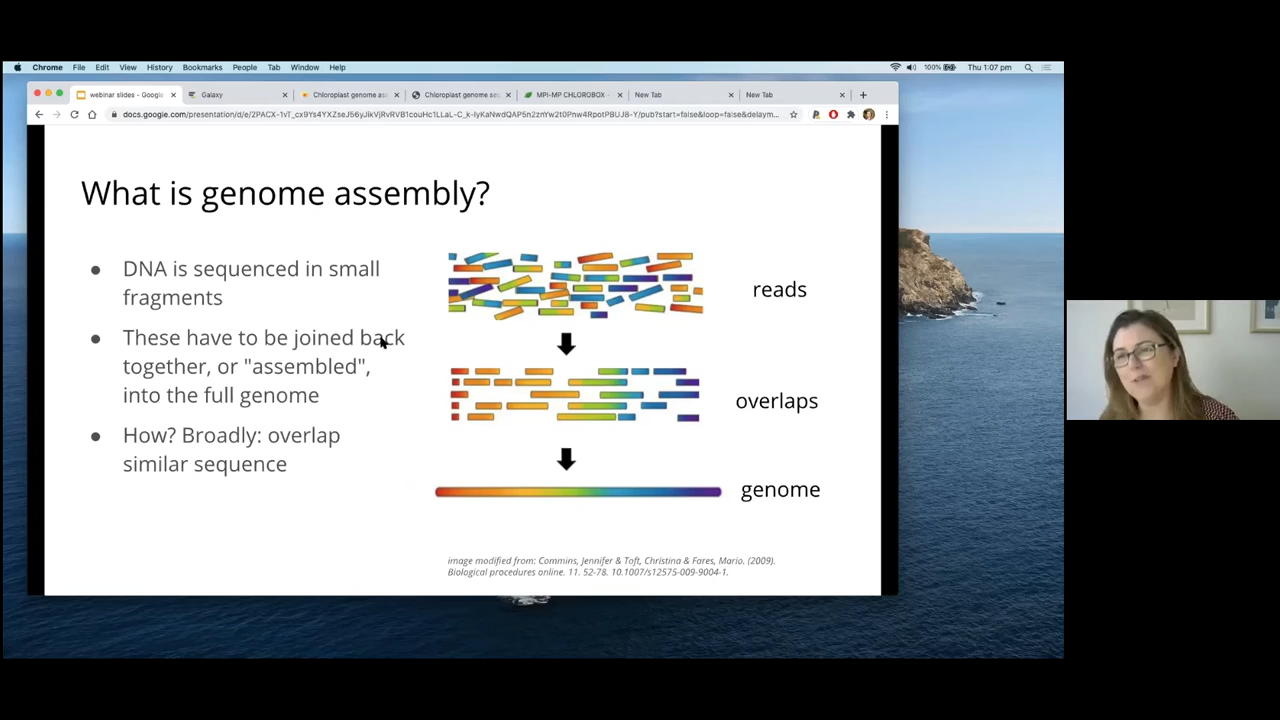 Chrome File Edit View History Bookmarks People Tab Window Help 100% Thu 1:07 pm
webinar slides - Google Galaxy Chloroplast genome ass Chloroplast genome seq MPI-MP CHLOROBOX - New Tab New Tab
What is genome assembly?
DNA is sequenced in small
fragments
These have to be joined back
together, or "assembled",
into the full genome
How? Broadly: overlap
similar sequence
reads
overlaps
genome
image modified from: Commins, Jennifer & Toft, Christina & Fares, Mario. (2009).
Biological procedures online. 11. 52-78. 10.1007/s12575-009-9004-1.